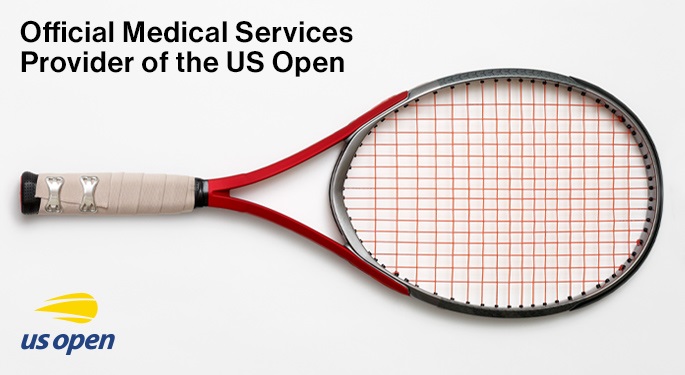 Official Medical Services
Provider of the US Open
us open